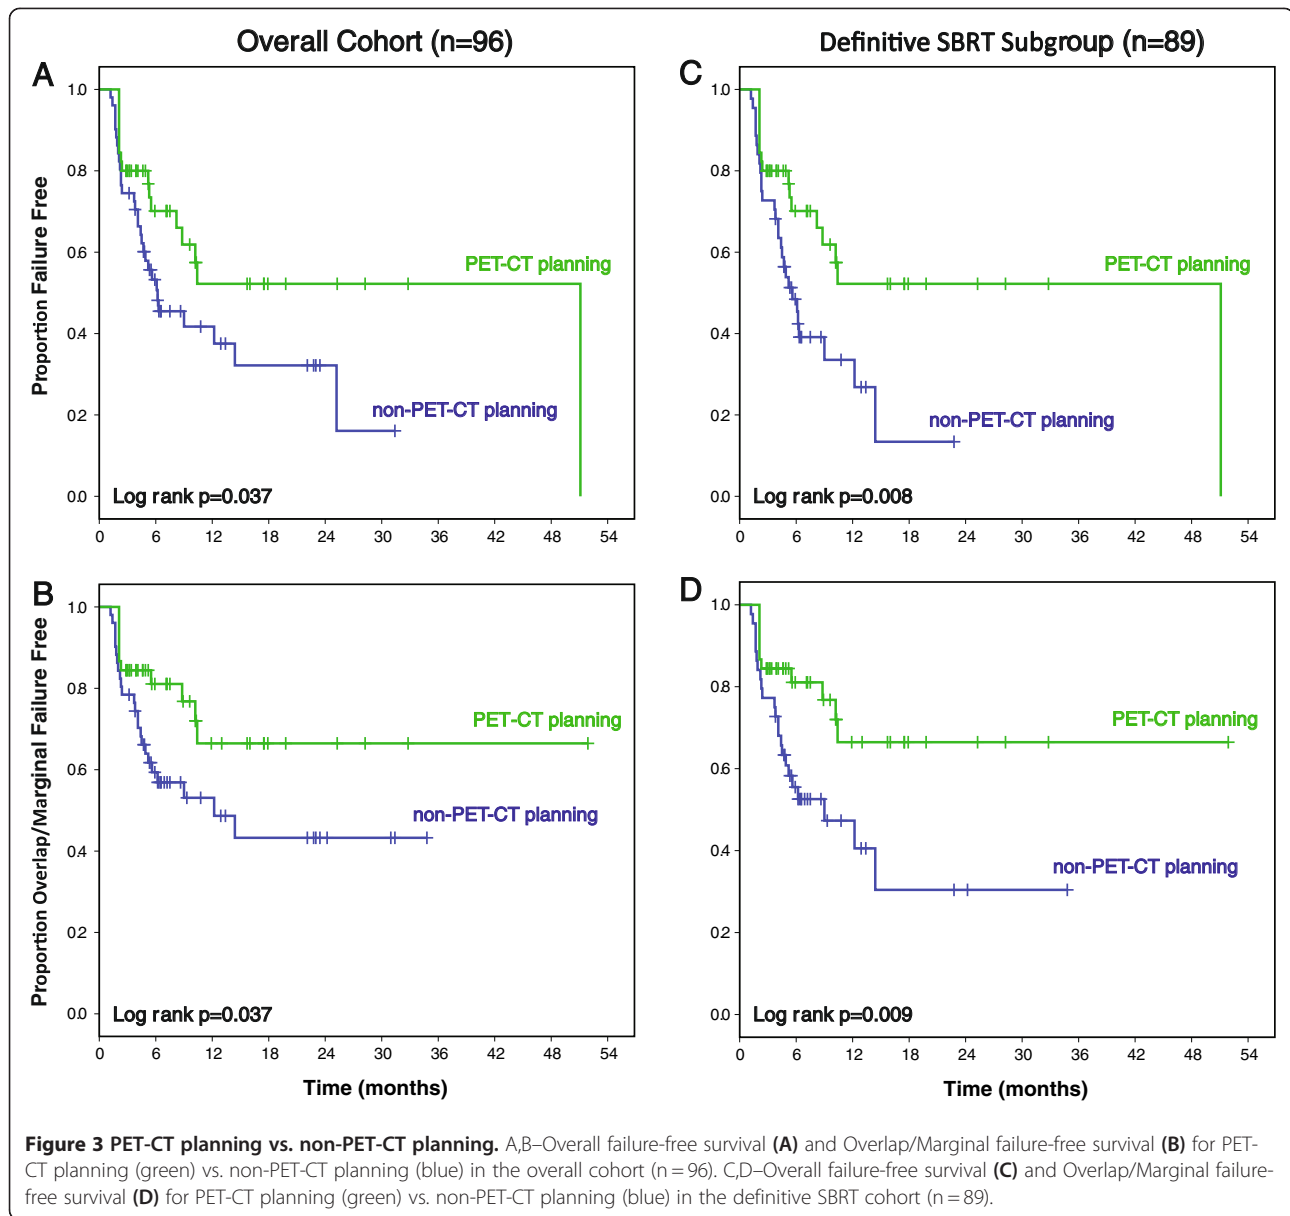 Overall Cohort (n=96)
Definitive SBRT Subgroup (n=89)
A
Proportion Failure Free
1.0
0.8
0.6
0.4
0.2
0.0
PET-CT planning
non-PET-CT planning
Log rank p=0.037
0 6 12 18 24 30 36 42 48 54
C
1.0
0.8
0.6
0.4
0.2
0.0
PET-CT planning
non-PET-CT planning
Log rank p=0.008
0 6 12 18 24 30 36 42 48 54
B
Proportion Overlap/Marginal Failure Free
1.0
0.8
0.6
0.4
0.2
0.0
PET-CT planning
non-PET-CT planning
Log rank p=0.037
0 6 12 18 24 30 36 42 48 54
Time (months)
D
1.0
0.8
0.6
0.4
0.2
0.0
PET-CT planning
non-PET-CT planning
Log rank p=0.009
0 6 12 18 24 30 36 42 48 54
Time (months)
Figure 3 PET-CT planning vs. non-PET-CT planning. A,B–Overall failure-free survival (A) and Overlap/Marginal failure-free survival (B) for PET-
CT planning (green) vs. non-PET-CT planning (blue) in the overall cohort (n = 96). C,D–Overall failure-free survival (C) and Overlap/Marginal failure-
free survival (D) for PET-CT planning (green) vs. non-PET-CT planning (blue) in the definitive SBRT cohort (n = 89).